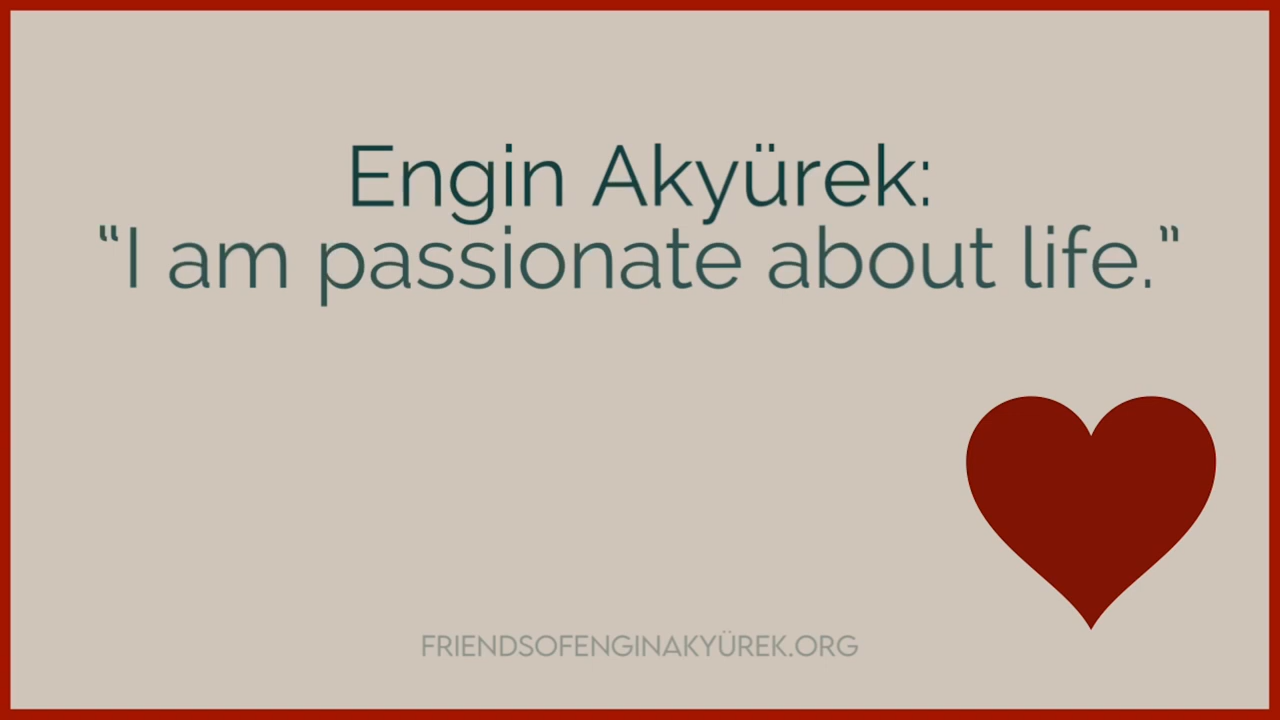 Engin Akyürek:
“I am passionate about life.”
FRIENDSOFENGINAKYÜREK.ORG